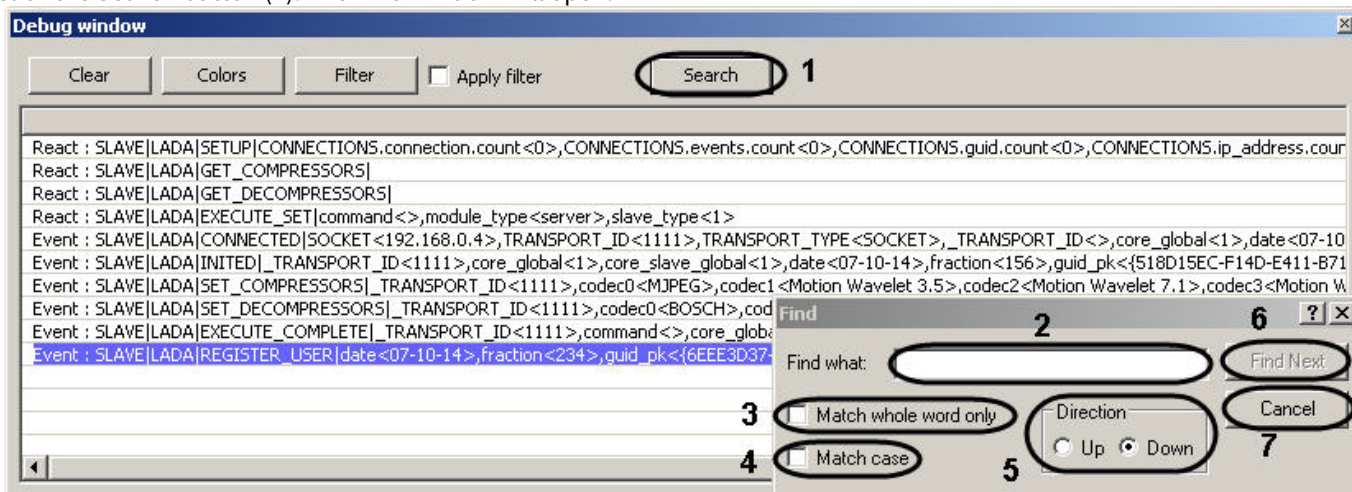 Debug window
Clear Colors Filter Apply filter Search 1
React : SLAVE|LADA|SETUP|CONNECTIONS.connection.count<0>,CONNECTIONS.events.count<0>,CONNECTIONS.guid.count<0>,CONNECTIONS.ip_address.cour
React : SLAVE|LADA|GET_COMPRESSORS|
React : SLAVE|LADA|GET_DECOMPRESSORS|
React : SLAVE|LADA|EXECUTE_SET|command<>,module_type<server>,slave_type<1>
Event : SLAVE|LADA|CONNECTED|SOCKET<192.168.0.4>,TRANSPORT_ID<1111>,TRANSPORT_TYPE<SOCKET>,_TRANSPORT_ID<>,core_global<1>,date<07-10
Event : SLAVE|LADA|INITED|_TRANSPORT_ID<1111>,core_global<1>,core_slave_global<1>,date<07-10-14>,fraction<156>,guid_pk<{518D15EC-F14D-E411-B71
Event : SLAVE|LADA|SET_COMPRESSORS|_TRANSPORT_ID<1111>,codec0<MJPEG>,codec1<Motion Wavelet 3.5>,codec2<Motion Wavelet 7.1>,codec3<Motion W
Event : SLAVE|LADA|SET_DECOMPRESSORS|_TRANSPORT_ID<1111>,codec0<BOSCH>,cod
Event : SLAVE|LADA|EXECUTE_COMPLETE|_TRANSPORT_ID<1111>,command<>,core_globa
Event : SLAVE|LADA|REGISTER_USER|date<07-10-14>,fraction<234>,guid_pk<{6EEE3D37-
Find 2 6
Find what: Find Next
3 Match whole word only Direction Cancel
4 Match case 5 Up Down 7